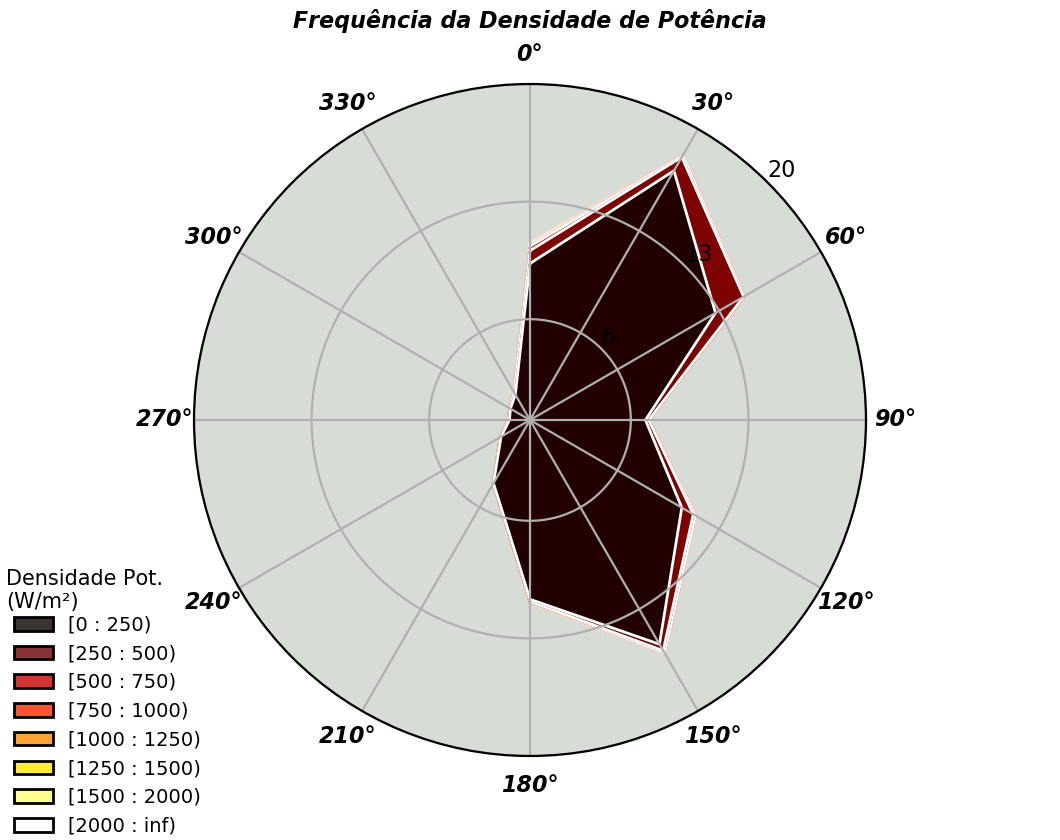 Frequência da Densidade de Potência
0°
330°
30°
20
300°
60°
13
6
270°
90°
240°
120°
210°
150°
180°
Densidade Pot.
(W/m²)
[0 : 250)
[250 : 500)
[500 : 750)
[750 : 1000)
[1000 : 1250)
[1250 : 1500)
[1500 : 2000)
[2000 : inf)